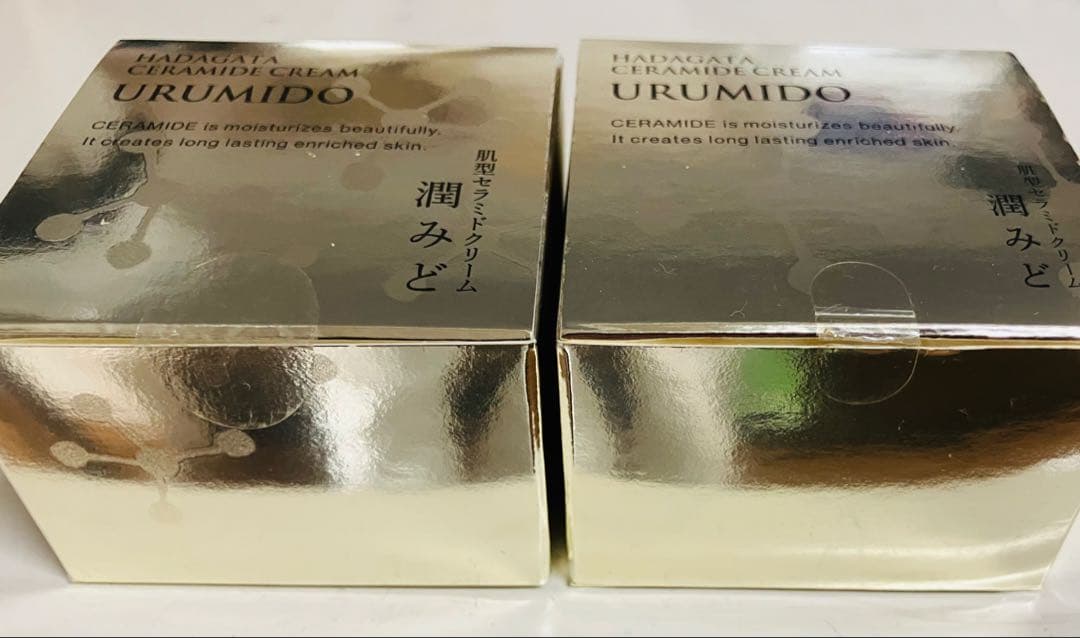 HADAGATA
CERAMIDE CREAM
URUMIDO
CERAMIDE is moisturizes beautifully.
It creates long lasting enriched skin.
肌型セラミドクリーム
潤みど
HADAGATA
CERAMIDE CREAM
URUMIDO
CERAMIDE is moisturizes beautifully.
It creates long lasting enriched skin.
肌型セラミドクリーム
潤みど